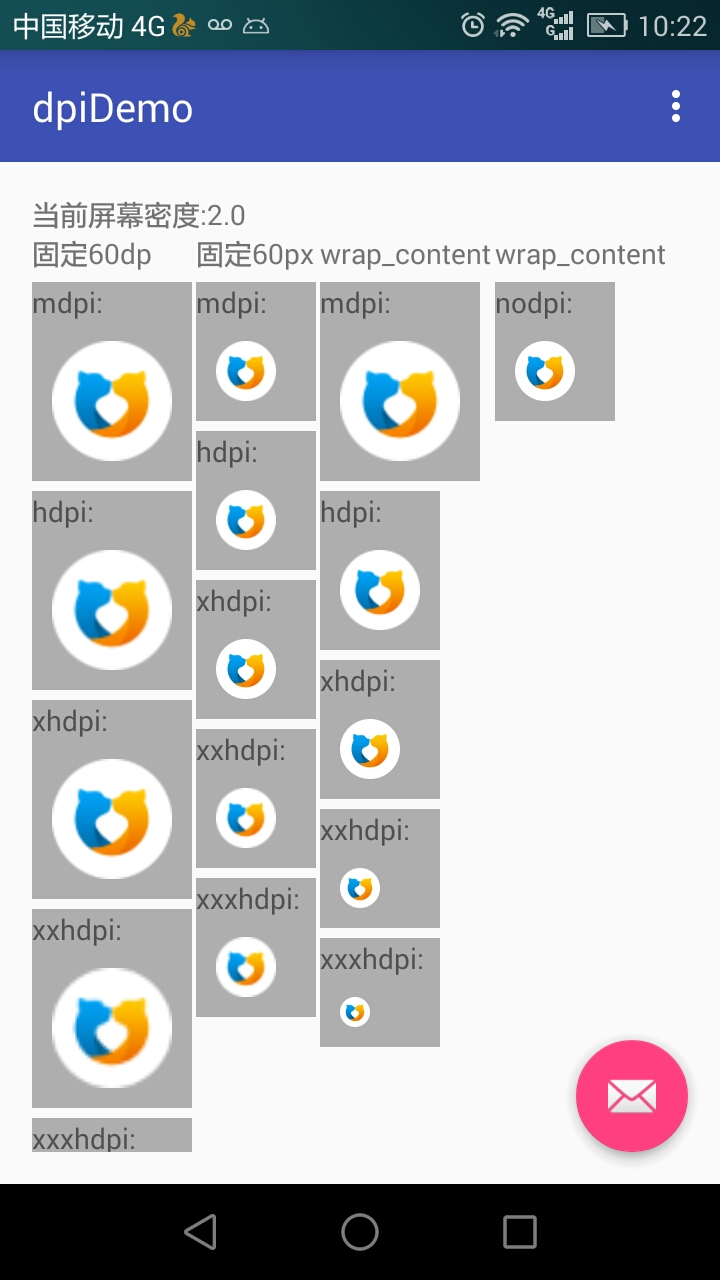 中国移动 4G 4G G 10:22
dpiDemo
当前屏幕密度:2.0
固定60dp 固定60px wrap_content wrap_content
mdpi: mdpi: mdpi: nodpi:
hdpi:
hdpi: hdpi:
xhdpi:
xhdpi:
xhdpi:
xxhdpi:
xxhdpi:
xxxhdpi:
xxhdpi:
xxxhdpi:
xxxhdpi: